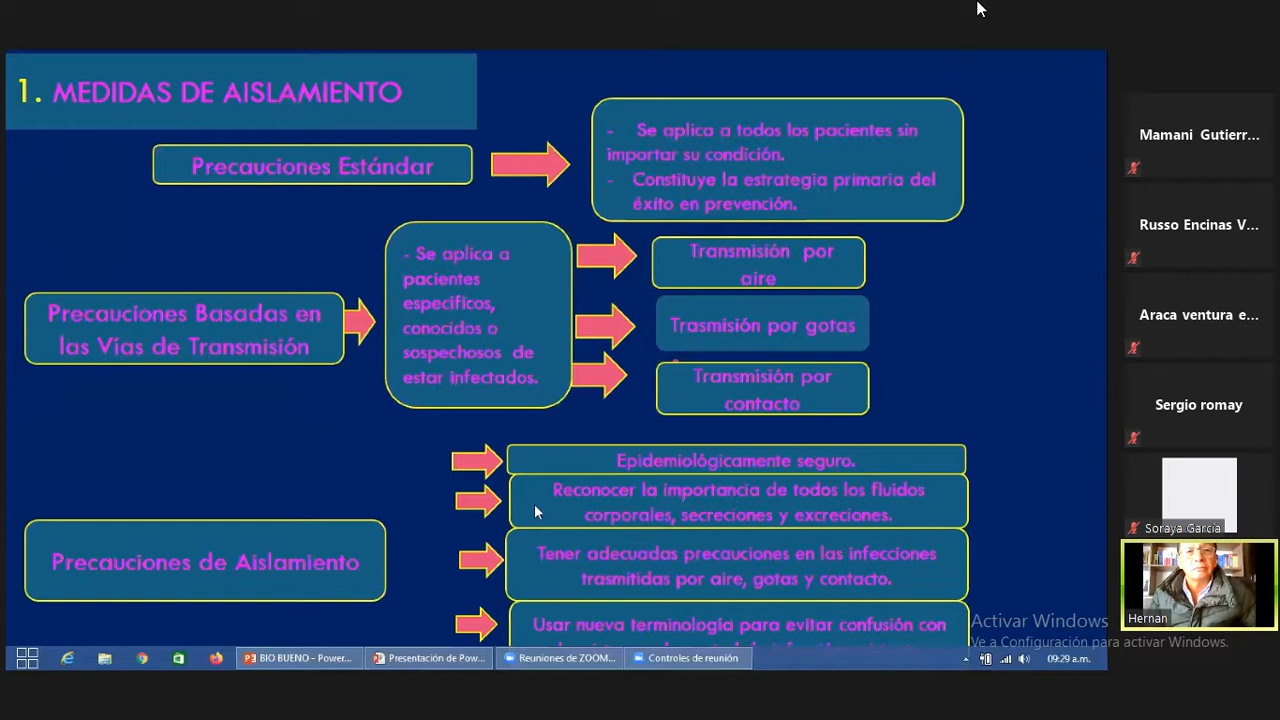 1. MEDIDAS DE AISLAMIENTO
Precauciones Estándar
- Se aplica a todos los pacientes sin
importar su condición.
- Constituye la estrategia primaria del
éxito en prevención.
Precauciones Basadas en
las Vías de Transmisión
- Se aplica a
pacientes
específicos,
conocidos o
sospechosos de
estar infectados.
Transmisión por
aire
Trasmisión por gotas
Transmisión por
contacto
Precauciones de Aislamiento
Epidemiológicamente seguro.
Reconocer la importancia de todos los fluidos
corporales, secreciones y excreciones.
Tener adecuadas precauciones en las infecciones
trasmitidas por aire, gotas y contacto.
Usar nueva terminología para evitar confusión con
Mamani Gutierr...
Russo Encinas V...
Araca ventura e...
Sergio romay
Soraya García
Hernan
Activar Windows
Ve a Configuración para activar Windows.
BIO BUENO - Power...
Presentación de Pow...
Reuniones de ZOOM...
Controles de reunión
09:29 a.m.